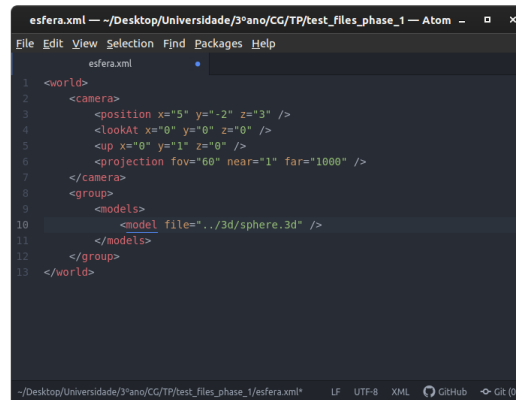 esfera.xml — ~/Desktop/Universidade/3ºano/CG/TP/test_files_phase_1 — Atom
File Edit View Selection Find Packages Help
esfera.xml
1 <world>
2 <camera>
3 <position x="5" y="-2" z="3" />
4 <lookAt x="0" y="0" z="0" />
5 <up x="0" y="1" z="0" />
6 <projection fov="60" near="1" far="1000" />
7 </camera>
8 <group>
9 <models>
10 <model file="../3d/sphere.3d" />
11 </models>
12 </group>
13 </world>
~/Desktop/Universidade/3ºano/CG/TP/test_files_phase_1/esfera.xml* LF UTF-8 XML GitHub Git (0